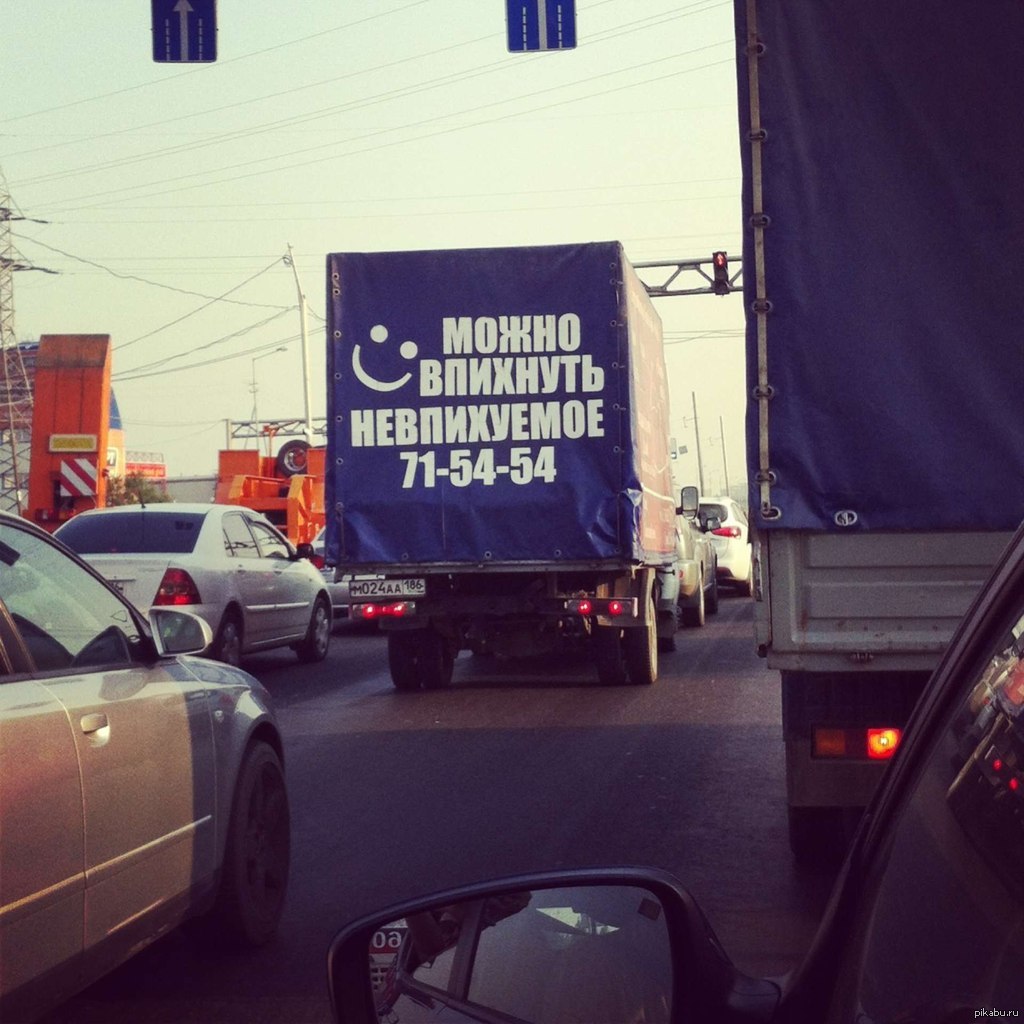 МОЖНО
ВПИХНУТЬ
НЕВПИХУЕМОЕ
71-54-54
М024АА 186
pikabu.ru